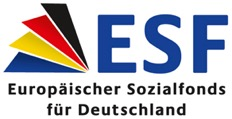 ESF
Europäischer Sozialfonds
für Deutschland